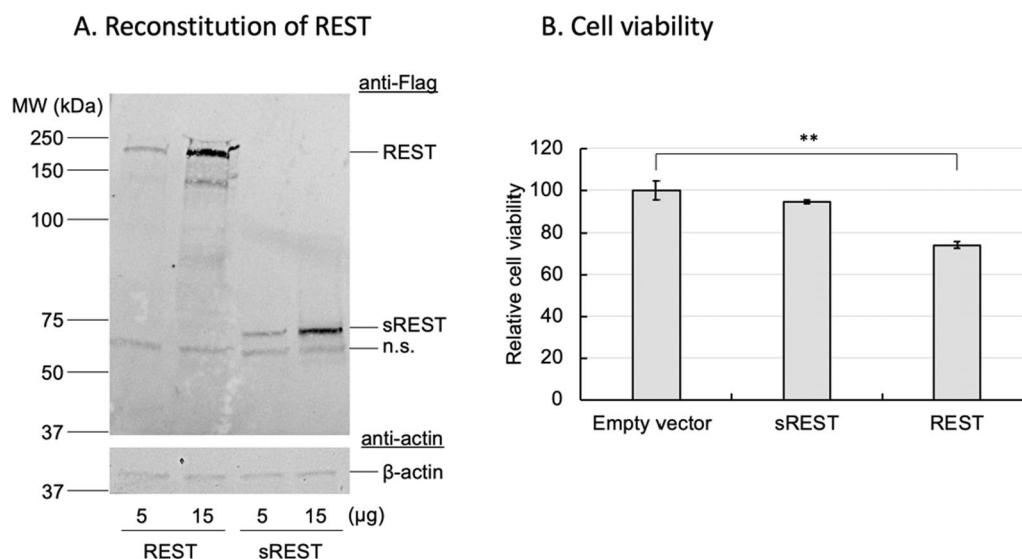 A. Reconstitution of REST
anti-Flag
MW (kDa)
250
REST
150
100
75
sREST
n.s.
50
37
anti-actin
β-actin
37
5 15 5 15 (µg)
REST sREST
B. Cell viability
**
120
100
80
60
40
20
0
Relative cell viability
Empty vector sREST REST